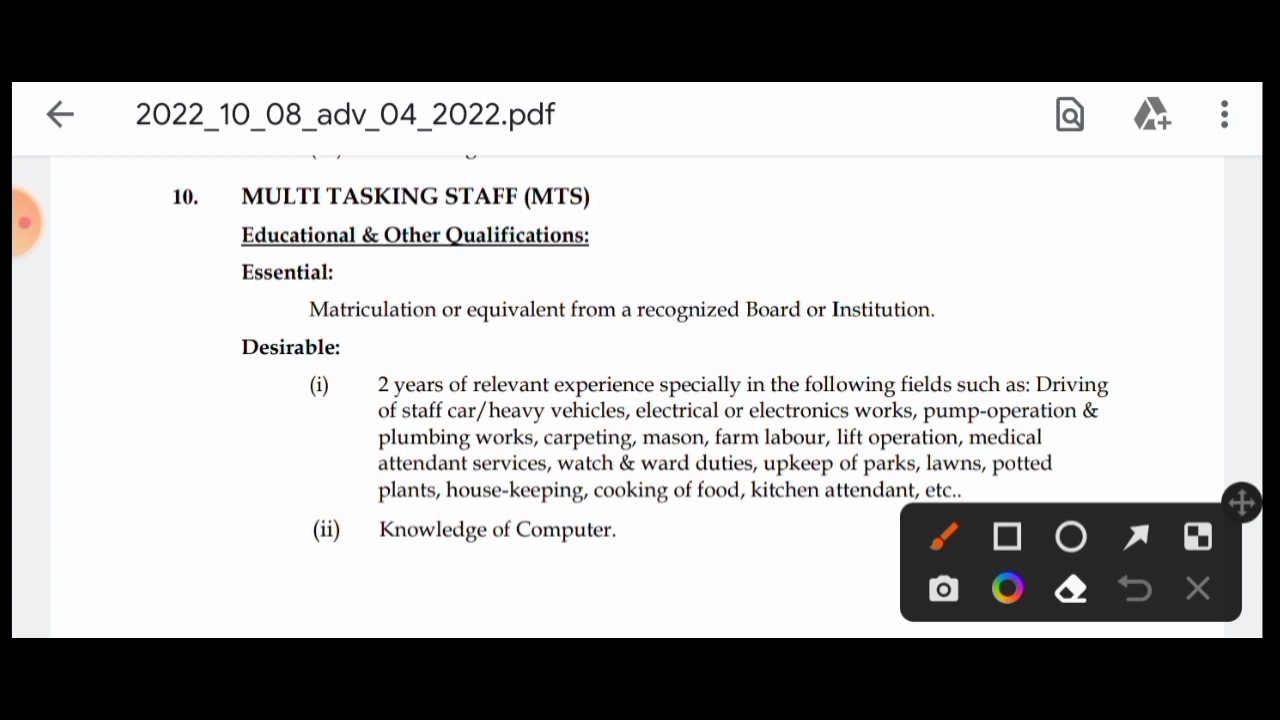 2022_10_08_adv_04_2022.pdf
10. MULTI TASKING STAFF (MTS)
Educational & Other Qualifications:
Essential:
Matriculation or equivalent from a recognized Board or Institution.
Desirable:
(i) 2 years of relevant experience specially in the following fields such as: Driving
of staff car/heavy vehicles, electrical or electronics works, pump-operation &
plumbing works, carpeting, mason, farm labour, lift operation, medical
attendant services, watch & ward duties, upkeep of parks, lawns, potted
plants, house-keeping, cooking of food, kitchen attendant, etc..
(ii) Knowledge of Computer.